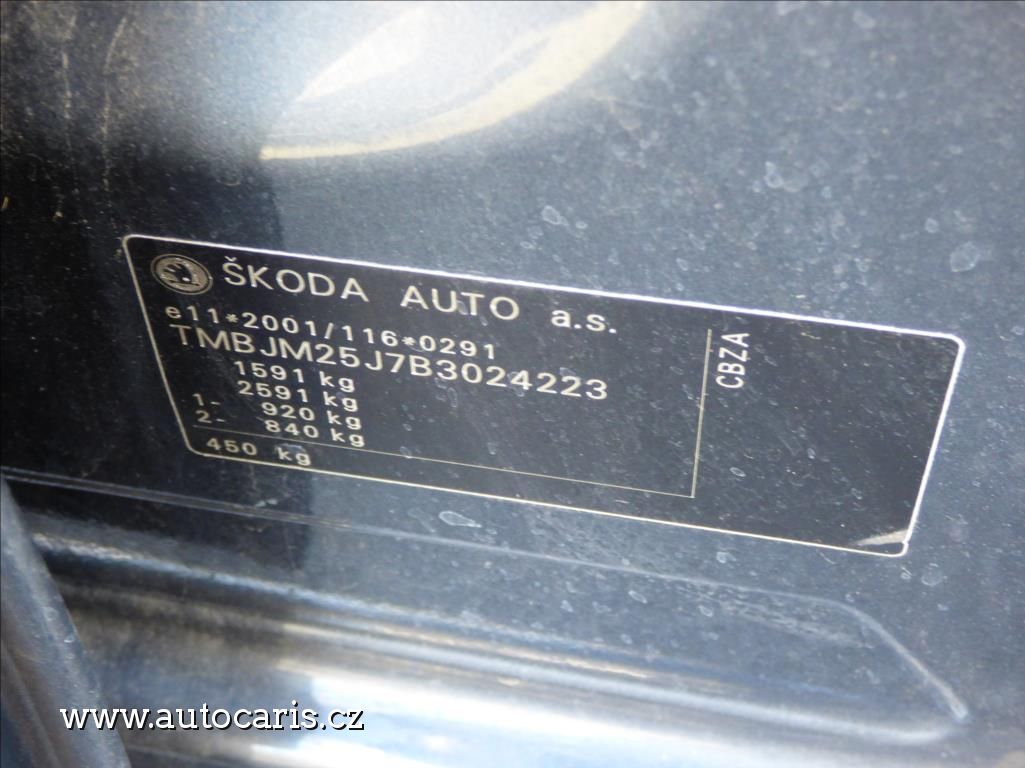 ŠKODA AUTO a.s.
e11*2001/116*0291
TMBJM25J7B3024223
1591 kg
2591 kg
1- 920 kg
2- 840 kg
450 kg
CBZA
www.autocaris.cz